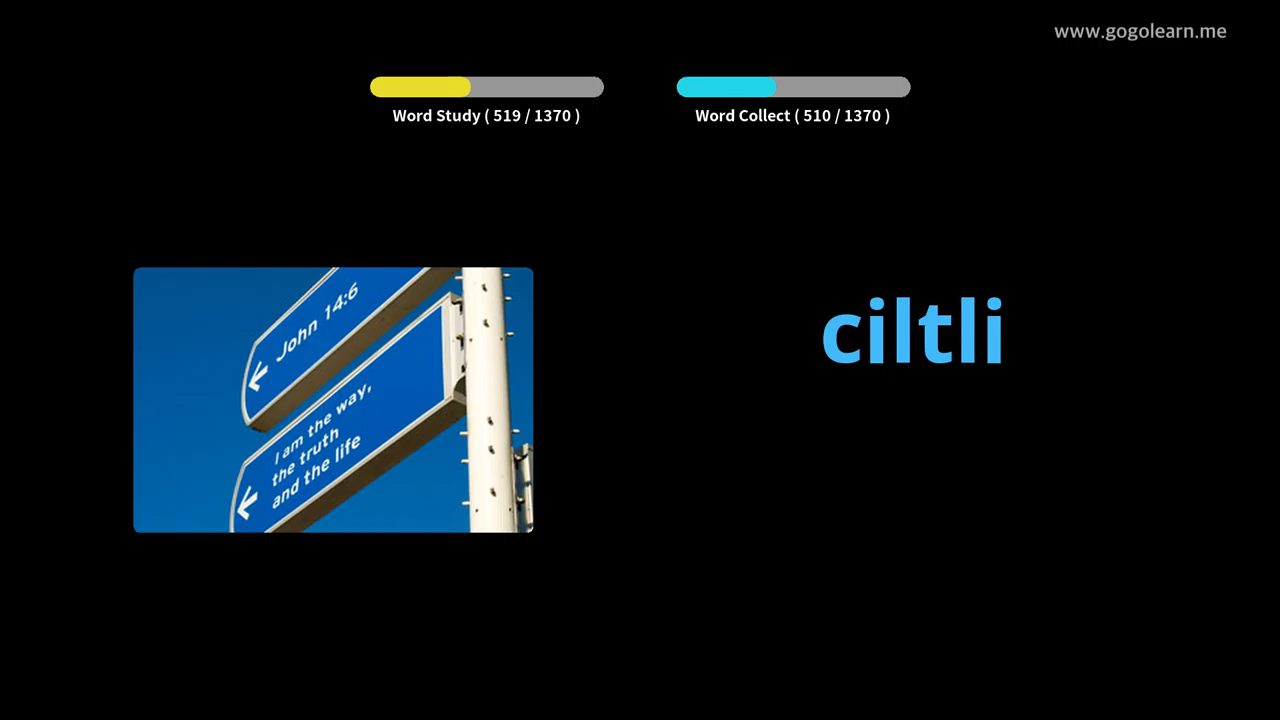 www.gogolearn.me
Word Study ( 519 / 1370 )
Word Collect ( 510 / 1370 )
John 14:6
I am the way,
the truth
and the life
ciltli